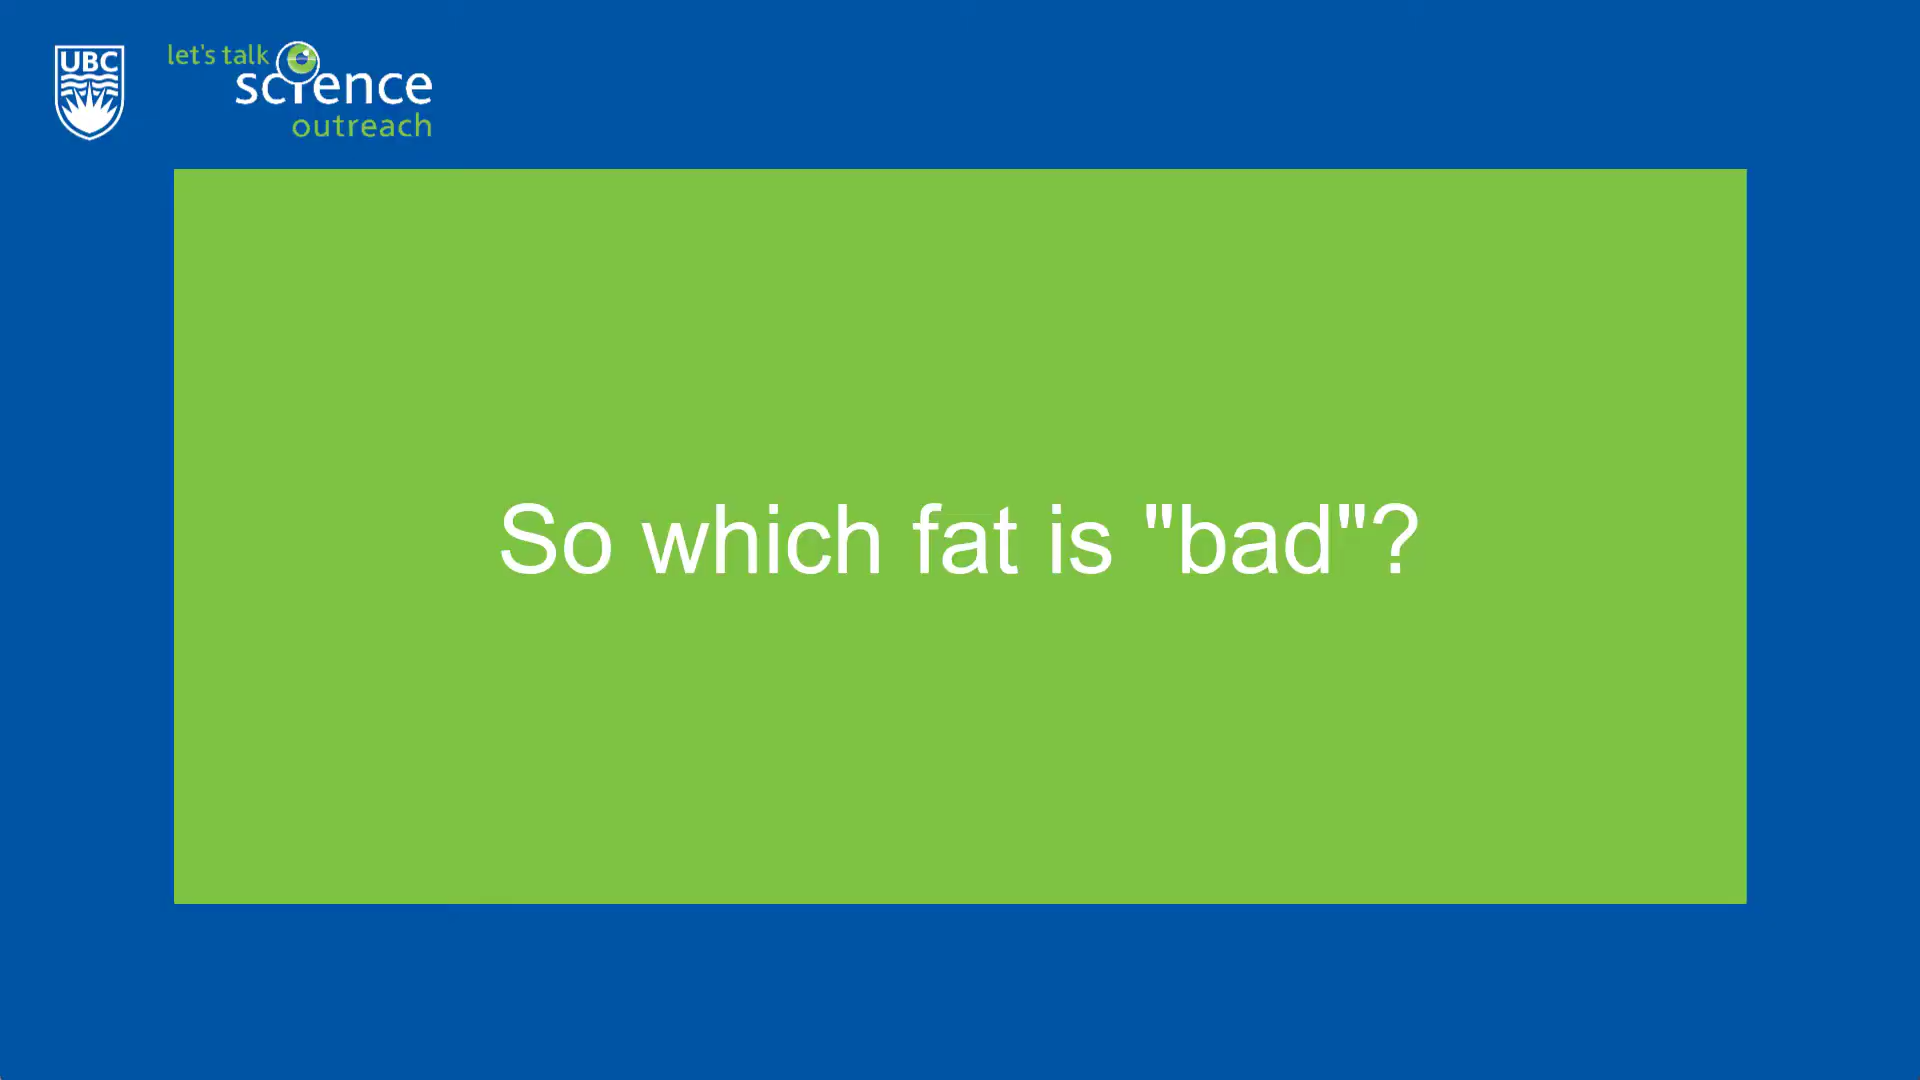 UBC
let's talk
science
outreach
So which fat is "bad"?